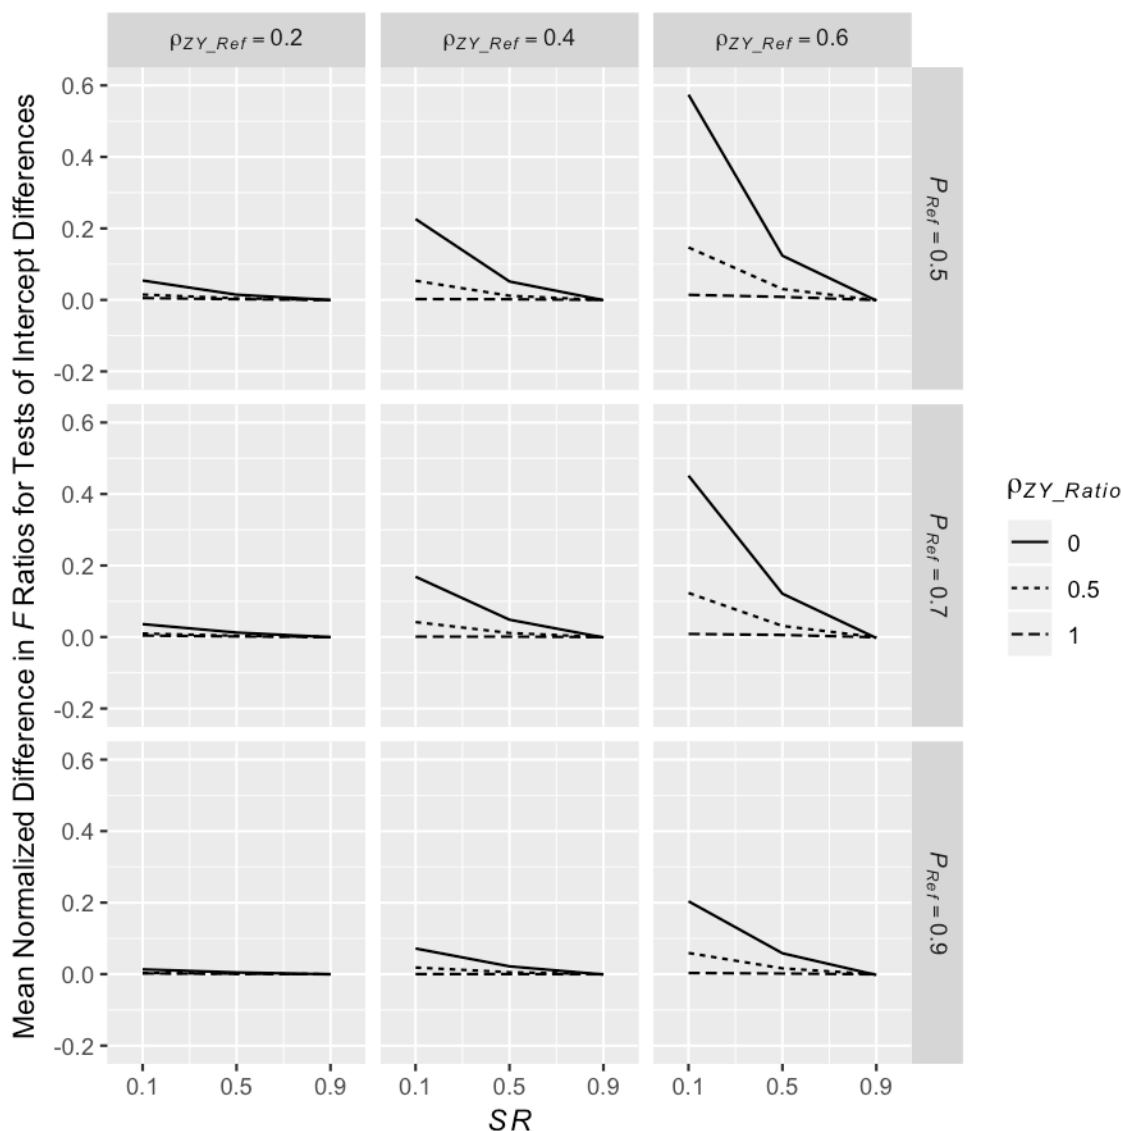 ρZY_Ref = 0.2
ρZY_Ref = 0.4
ρZY_Ref = 0.6
Mean Normalized Difference in F Ratios for Tests of Intercept Differences
0.6
0.4
0.2
0.0
-0.2
PRef = 0.5
0.6
0.4
0.2
0.0
-0.2
PRef = 0.7
0.6
0.4
0.2
0.0
-0.2
PRef = 0.9
0.1 0.5 0.9
0.1 0.5 0.9
0.1 0.5 0.9
SR
ρZY_Ratio
0
0.5
1